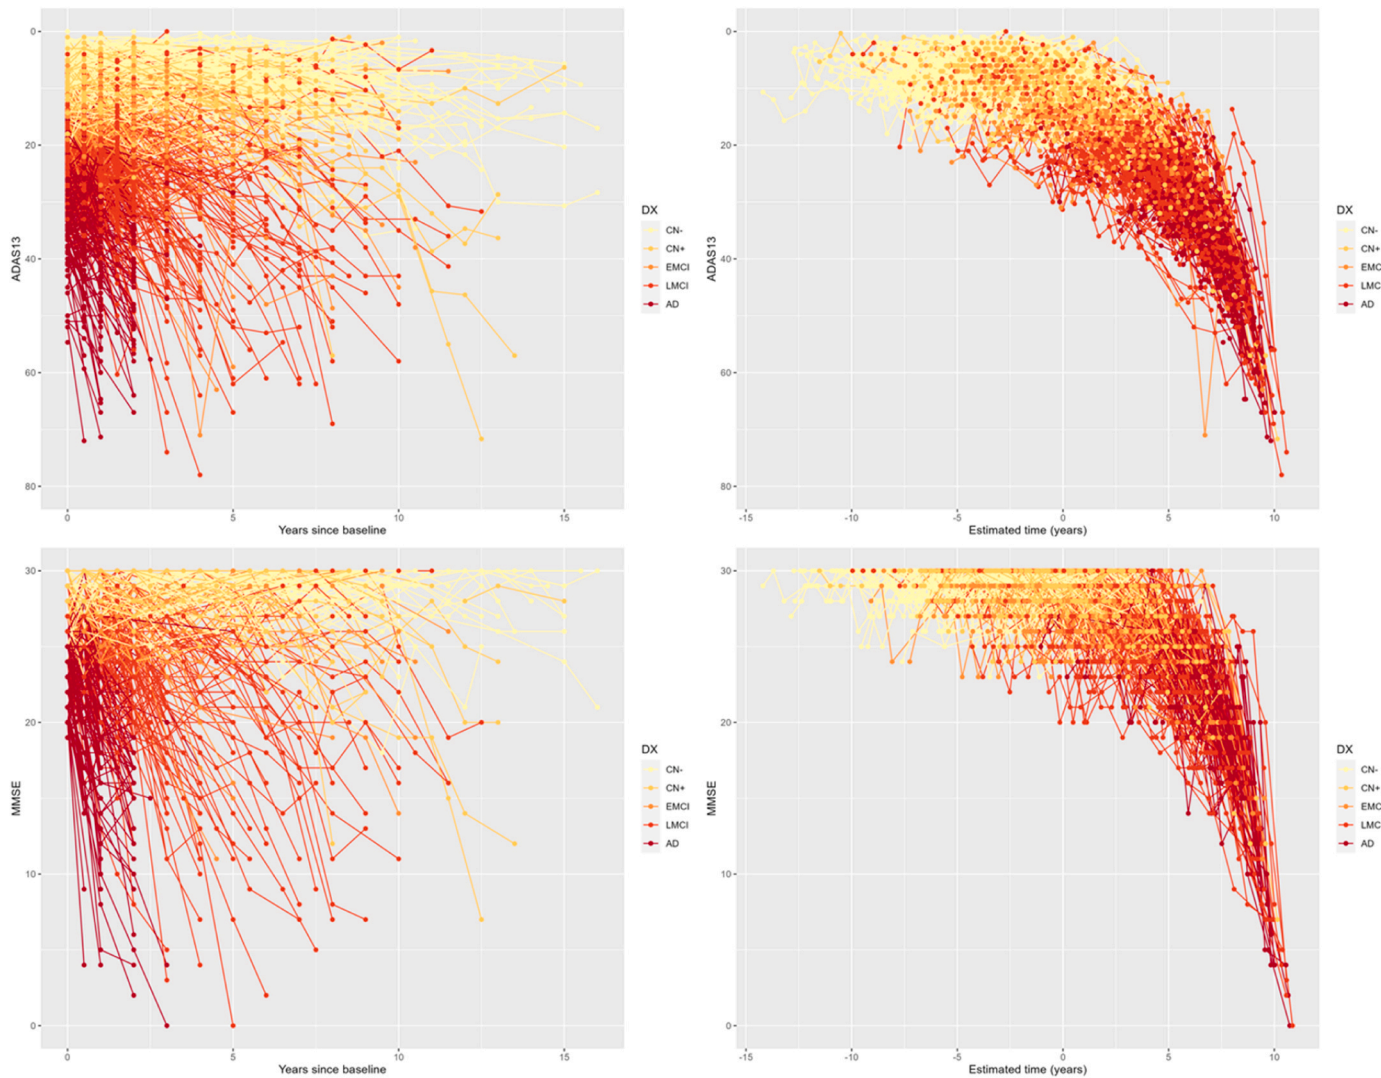 0
20
40
60
80
ADAS13
0 5 10 15
Years since baseline
DX
CN-
CN+
EMCI
LMCI
AD
0
20
40
60
80
ADAS13
-15 -10 -5 0 5 10
Estimated time (years)
DX
CN-
CN+
EMC
LMC
AD
30
20
10
0
MMSE
0 5 10 15
Years since baseline
DX
CN-
CN+
EMCI
LMCI
AD
30
20
10
0
MMSE
-15 -10 -5 0 5 10
Estimated time (years)
DX
CN-
CN+
EMC
LMC
AD